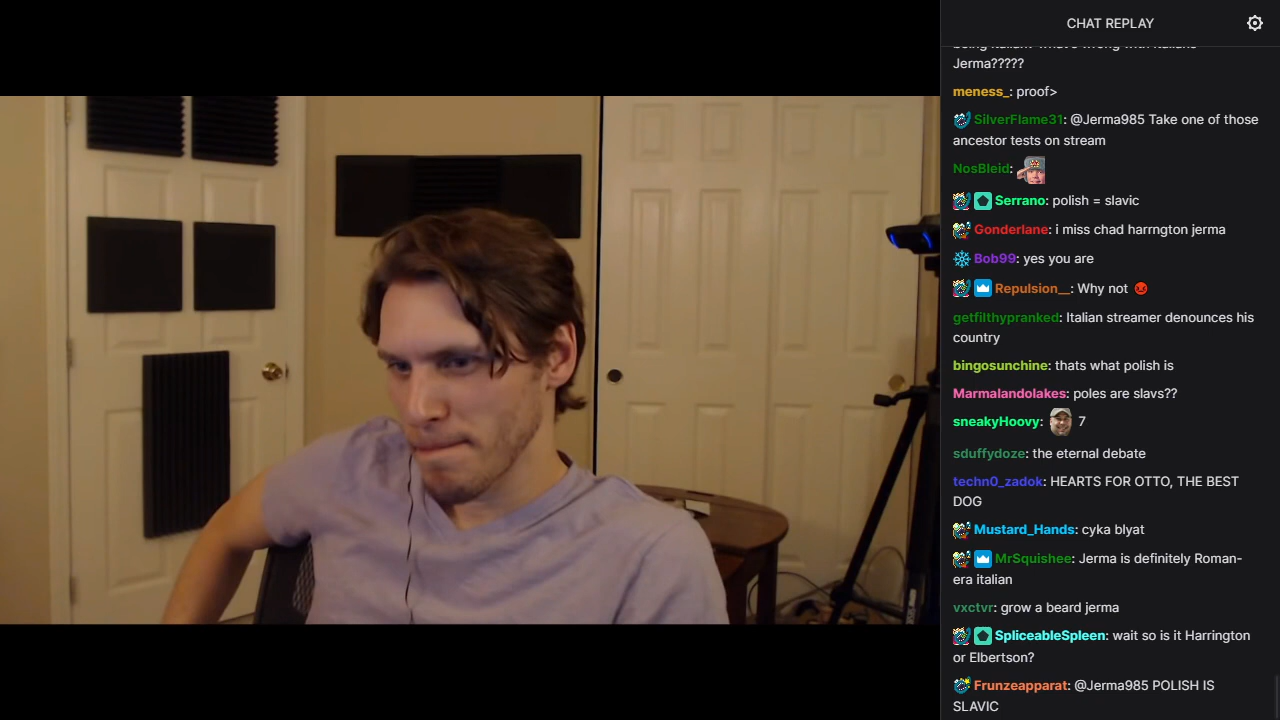 CHAT REPLAY
Jerma?????
meness_: proof>
SilverFlame31: @Jerma985 Take one of those
ancestor tests on stream
NosBleid:
Serrano: polish = slavic
Gonderlane: i miss chad harrngton jerma
Bob99: yes you are
Repulsion__: Why not
getfilthypranked: Italian streamer denounces his
country
bingosunchine: thats what polish is
Marmalandolakes: poles are slavs??
sneakyHoovy: 7
sduffydoze: the eternal debate
techn0_zadok: HEARTS FOR OTTO, THE BEST
DOG
Mustard_Hands: cyka blyat
MrSquishee: Jerma is definitely Roman-
era italian
vxctvr: grow a beard jerma
SpliceableSpleen: wait so is it Harrington
or Elbertson?
Frunzeapparat: @Jerma985 POLISH IS
SLAVIC